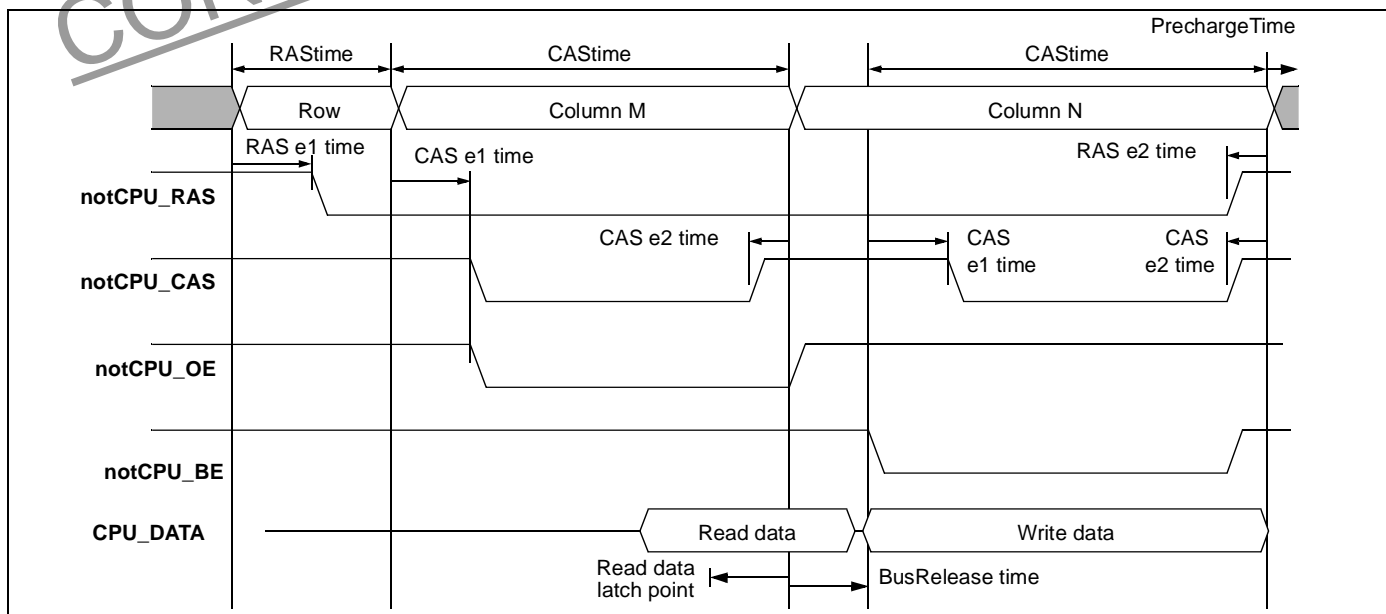 CON
PrechargeTime
RAStime
CAStime
CAStime
Row
Column M
Column N
RAS e1 time
CAS e1 time
RAS e2 time
notCPU_RAS
CAS e2 time
CAS
e1 time
CAS
e2 time
notCPU_CAS
notCPU_OE
notCPU_BE
CPU_DATA
Read data
Write data
Read data
latch point
BusRelease time